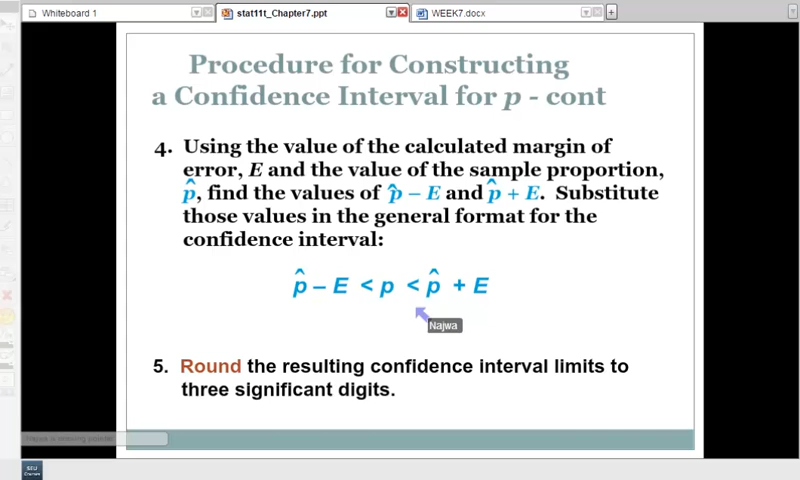 Whiteboard 1
stat11t_Chapter7.ppt
WEEK7.docx
Procedure for Constructing
a Confidence Interval for p - cont
4. Using the value of the calculated margin of
error, E and the value of the sample proportion,
p̂, find the values of p̂ – E and p̂ + E. Substitute
those values in the general format for the
confidence interval:
p̂ – E < p < p̂ + E
Najwa
5. Round the resulting confidence interval limits to
three significant digits.
SEU